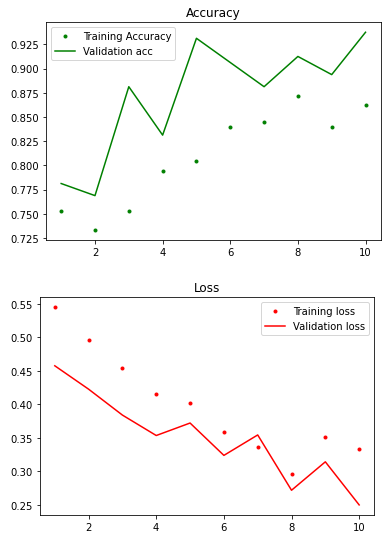 Accuracy
Training Accuracy
Validation acc
0.925
0.900
0.875
0.850
0.825
0.800
0.775
0.750
0.725
2 4 6 8 10
Loss
Training loss
Validation loss
0.55
0.50
0.45
0.40
0.35
0.30
0.25
2 4 6 8 10